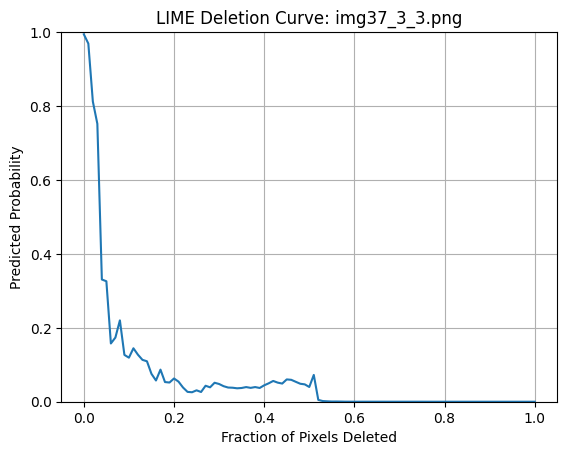 LIME Deletion Curve: img37_3_3.png
1.0
0.8
0.6
0.4
0.2
0.0
Predicted Probability
0.0 0.2 0.4 0.6 0.8 1.0
Fraction of Pixels Deleted